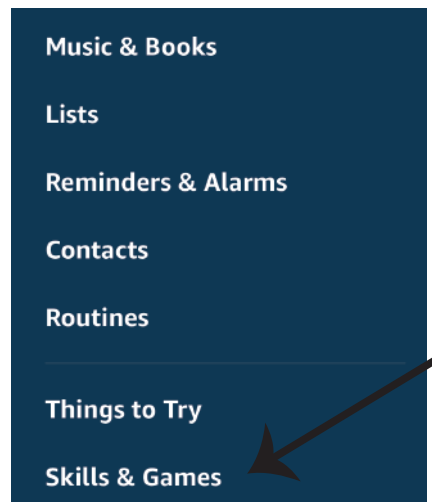 Music & Books
Lists
Reminders & Alarms
Contacts
Routines
Things to Try
Skills & Games